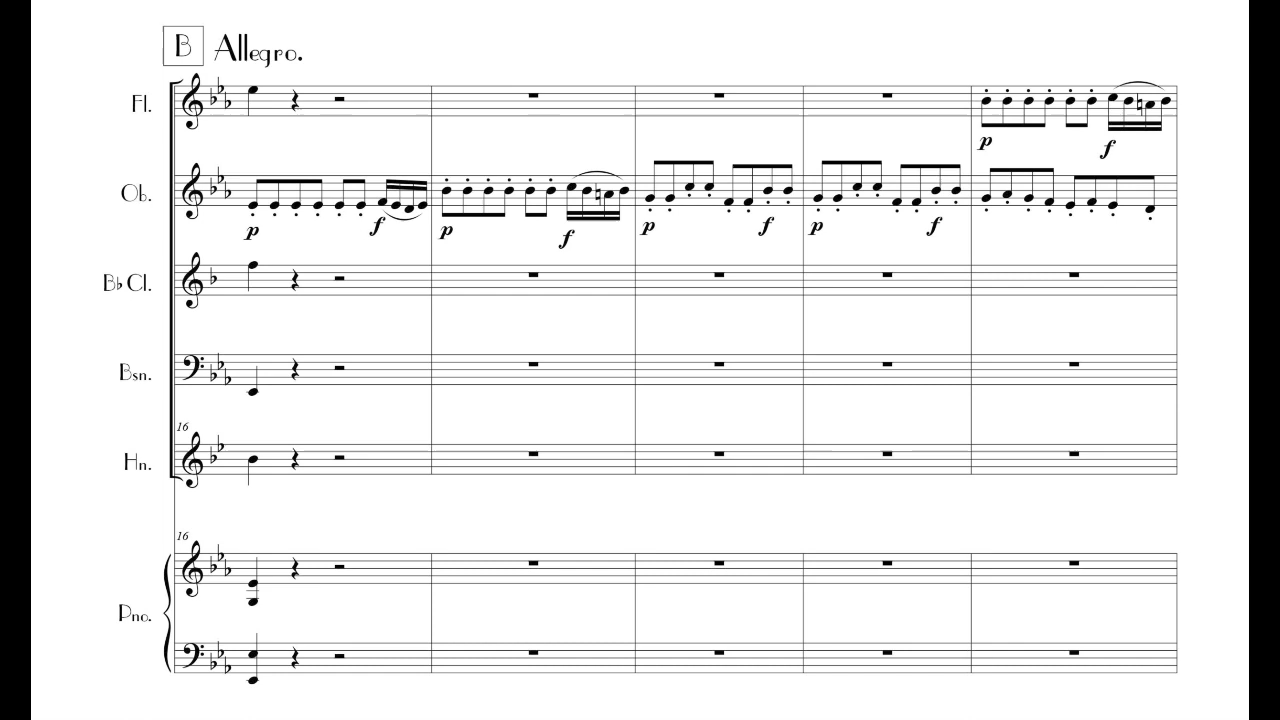 B Allegro.
Fl.
p f
Ob.
p f p f p f p f
B♭ Cl.
Bsn.
16
Hn.
16
Pno.